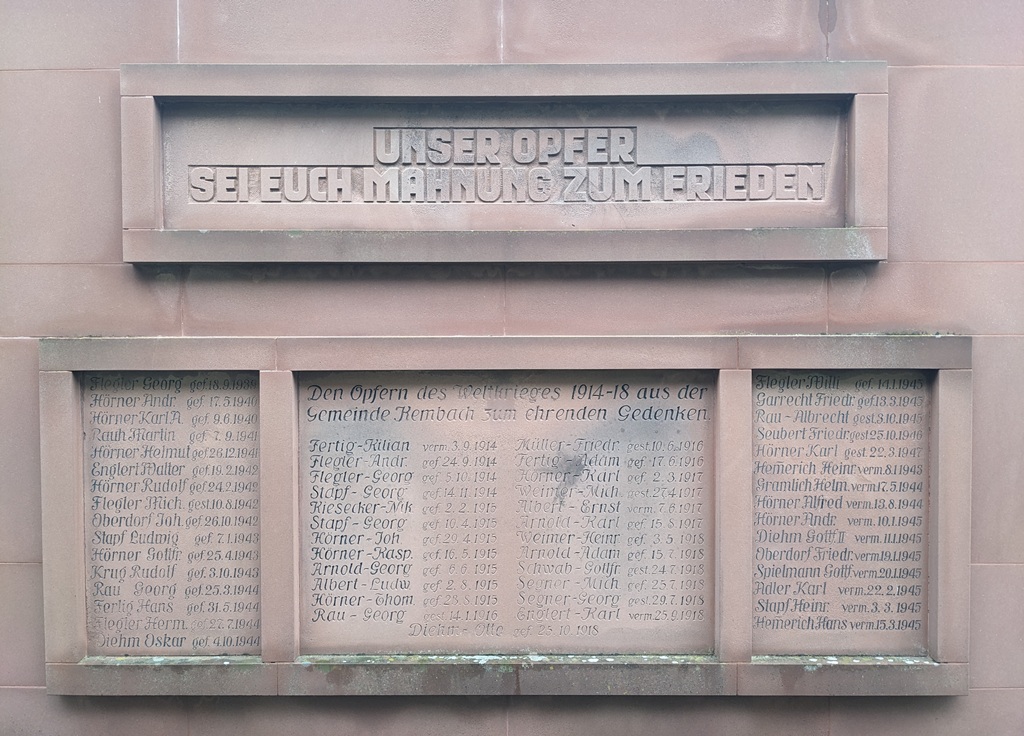 UNSER OPFER
SEI EUCH MAHNUNG ZUM FRIEDEN
Flegler Georg gef. 18.9.1939
Hörner Andr. gef. 17.5.1940
Hörner Karl A. gef. 9.6.1940
Rauh Martin gef. 7.9.1941
Hörner Helmut gef. 26.12.1941
Englert Walter gef. 19.2.1942
Hörner Rudolf gef. 24.2.1942
Flegler Mich. gest. 10.8.1942
Oberdorf Joh. gef. 26.10.1942
Stapf Ludwig gef. 7.1.1943
Hörner Gottfr. gef. 25.4.1943
Krug Rudolf gef. 3.10.1943
Rau Georg gef. 25.3.1944
Fertig Hans gef. 31.5.1944
Flegler Herm. gef. 27.7.1944
Diehm Oskar gef. 4.10.1944
Den Opfern des Weltkrieges 1914-18 aus der
Gemeinde Hembach zum ehrenden Gedenken.
Fertig-Kilian verm. 3.9.1914
Flegler-Andr. gef. 24.9.1914
Flegler-Georg gef. 5.10.1914
Stapf-Georg gef. 14.11.1914
Kiesecker-Nik gef. 2.2.1915
Stapf-Georg gef. 10.4.1915
Hörner-Joh gef. 29.4.1915
Hörner-Kasp. gef. 16.5.1915
Arnold-Georg gef. 6.6.1915
Albert-Ludw gef. 2.8.1915
Hörner-Thom gef. 28.8.1915
Rau-Georg gest. 14.1.1916
Müller-Friedr. gest. 10.6.1916
Fertig-Adam gef. 17.6.1916
Hörner-Karl gef. 2.3.1917
Weimer-Mich. gest. 27.4.1917
Albert-Ernst verm. 7.6.1917
Arnold-Karl gef. 15.8.1917
Weimer-Heinr gef. 3.5.1918
Arnold-Adam gef. 15.7.1918
Schwab-Gottfr. gest. 24.7.1918
Segner-Mich gef. 25.7.1918
Segner-Georg gest. 29.7.1918
Englert-Karl verm. 25.9.1918
Diehm-Otto gef. 25.10.1918
Flegler Willi gef. 14.1.1945
Garrecht Friedr. gef. 13.3.1945
Rau-Albrecht gest. 3.10.1945
Seubert Friedr. gest. 25.10.1946
Hörner Karl gest. 22.3.1947
Hemerich Heinr. verm. 8.1.1943
Gramlich Helm. verm. 17.5.1944
Hörner Alfred verm. 13.8.1944
Hörner Andr. verm. 10.1.1945
Diehm Gottf. II verm. 11.1.1945
Oberdorf Friedr. verm. 19.1.1945
Spielmann Gottf. verm. 20.1.1945
Adler Karl verm. 22.2.1945
Stapf Heinr. verm. 3.3.1945
Hemerich Hans verm. 15.3.1945